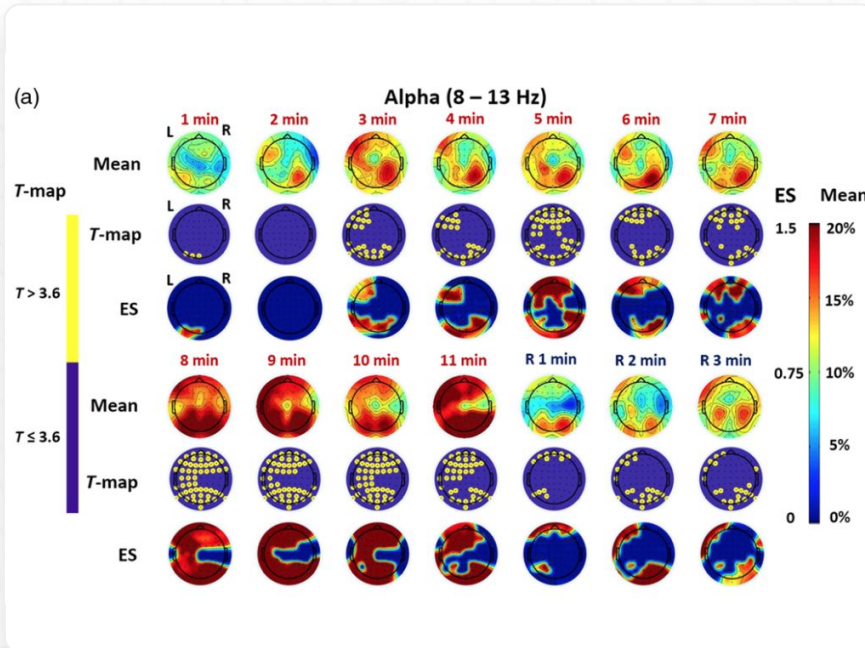 (a)
Alpha (8 – 13 Hz)
1 min 2 min 3 min 4 min 5 min 6 min 7 min
L R
Mean
T-map
ES Mean
L R
T-map
1.5 20%
T > 3.6
L R
ES
15%
8 min 9 min 10 min 11 min R 1 min R 2 min R 3 min
0.75 10%
Mean
T ≤ 3.6
5%
T-map
0 0%
ES